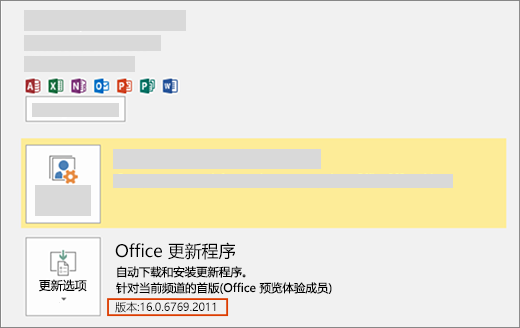 Office 更新程序
自动下载和安装更新程序。
针对当前频道的首版(Office 预览体验成员)
更新选项
版本:16.0.6769.2011